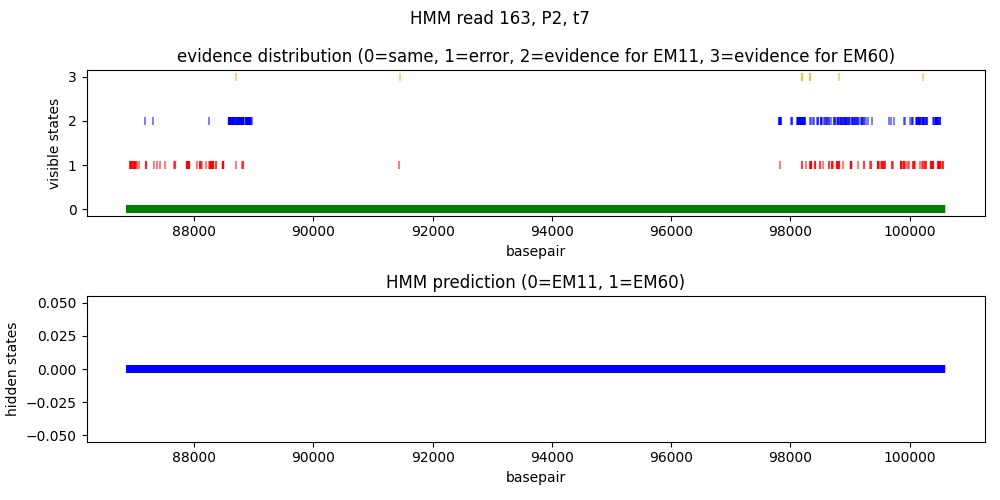 HMM read 163, P2, t7
evidence distribution (0=same, 1=error, 2=evidence for EM11, 3=evidence for EM60)
visible states
3
2
1
0
88000 90000 92000 94000 96000 98000 100000
basepair
HMM prediction (0=EM11, 1=EM60)
hidden states
0.050
0.025
0.000
−0.025
−0.050
88000 90000 92000 94000 96000 98000 100000
basepair